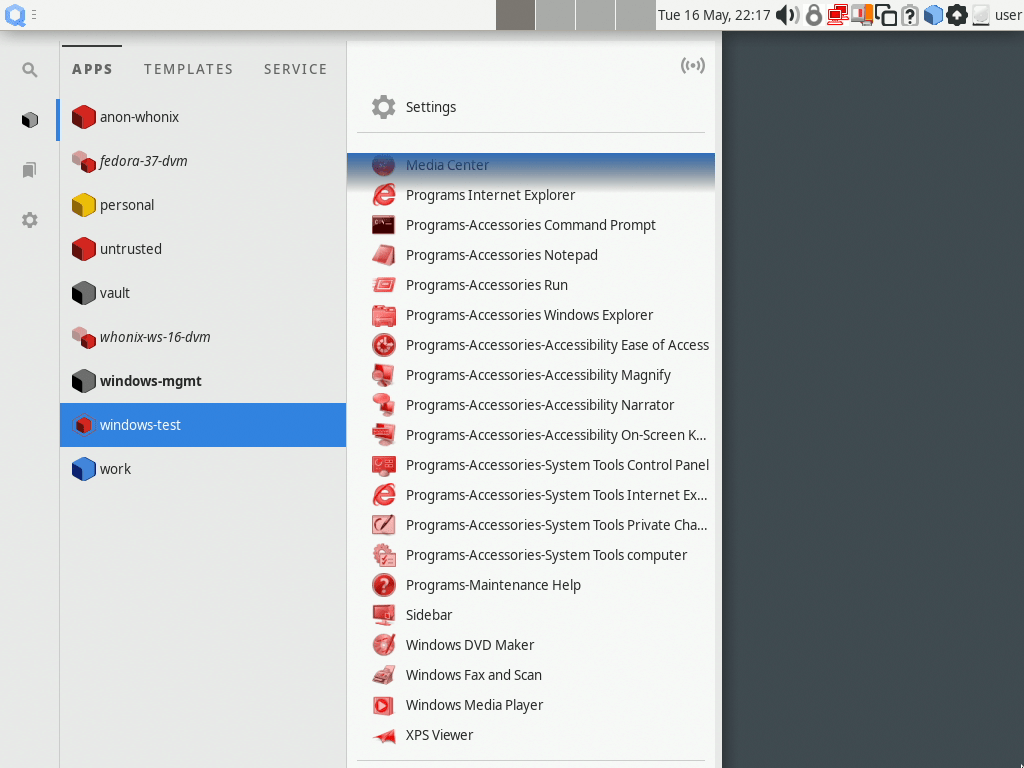 Tue 16 May, 22:17
user
APPS
TEMPLATES
SERVICE
anon-whonix
fedora-37-dvm
personal
untrusted
vault
whonix-ws-16-dvm
windows-mgmt
windows-test
work
Settings
Media Center
Programs Internet Explorer
Programs-Accessories Command Prompt
Programs-Accessories Notepad
Programs-Accessories Run
Programs-Accessories Windows Explorer
Programs-Accessories-Accessibility Ease of Access
Programs-Accessories-Accessibility Magnify
Programs-Accessories-Accessibility Narrator
Programs-Accessories-Accessibility On-Screen K...
Programs-Accessories-System Tools Control Panel
Programs-Accessories-System Tools Internet Ex...
Programs-Accessories-System Tools Private Cha...
Programs-Accessories-System Tools computer
Programs-Maintenance Help
Sidebar
Windows DVD Maker
Windows Fax and Scan
Windows Media Player
XPS Viewer